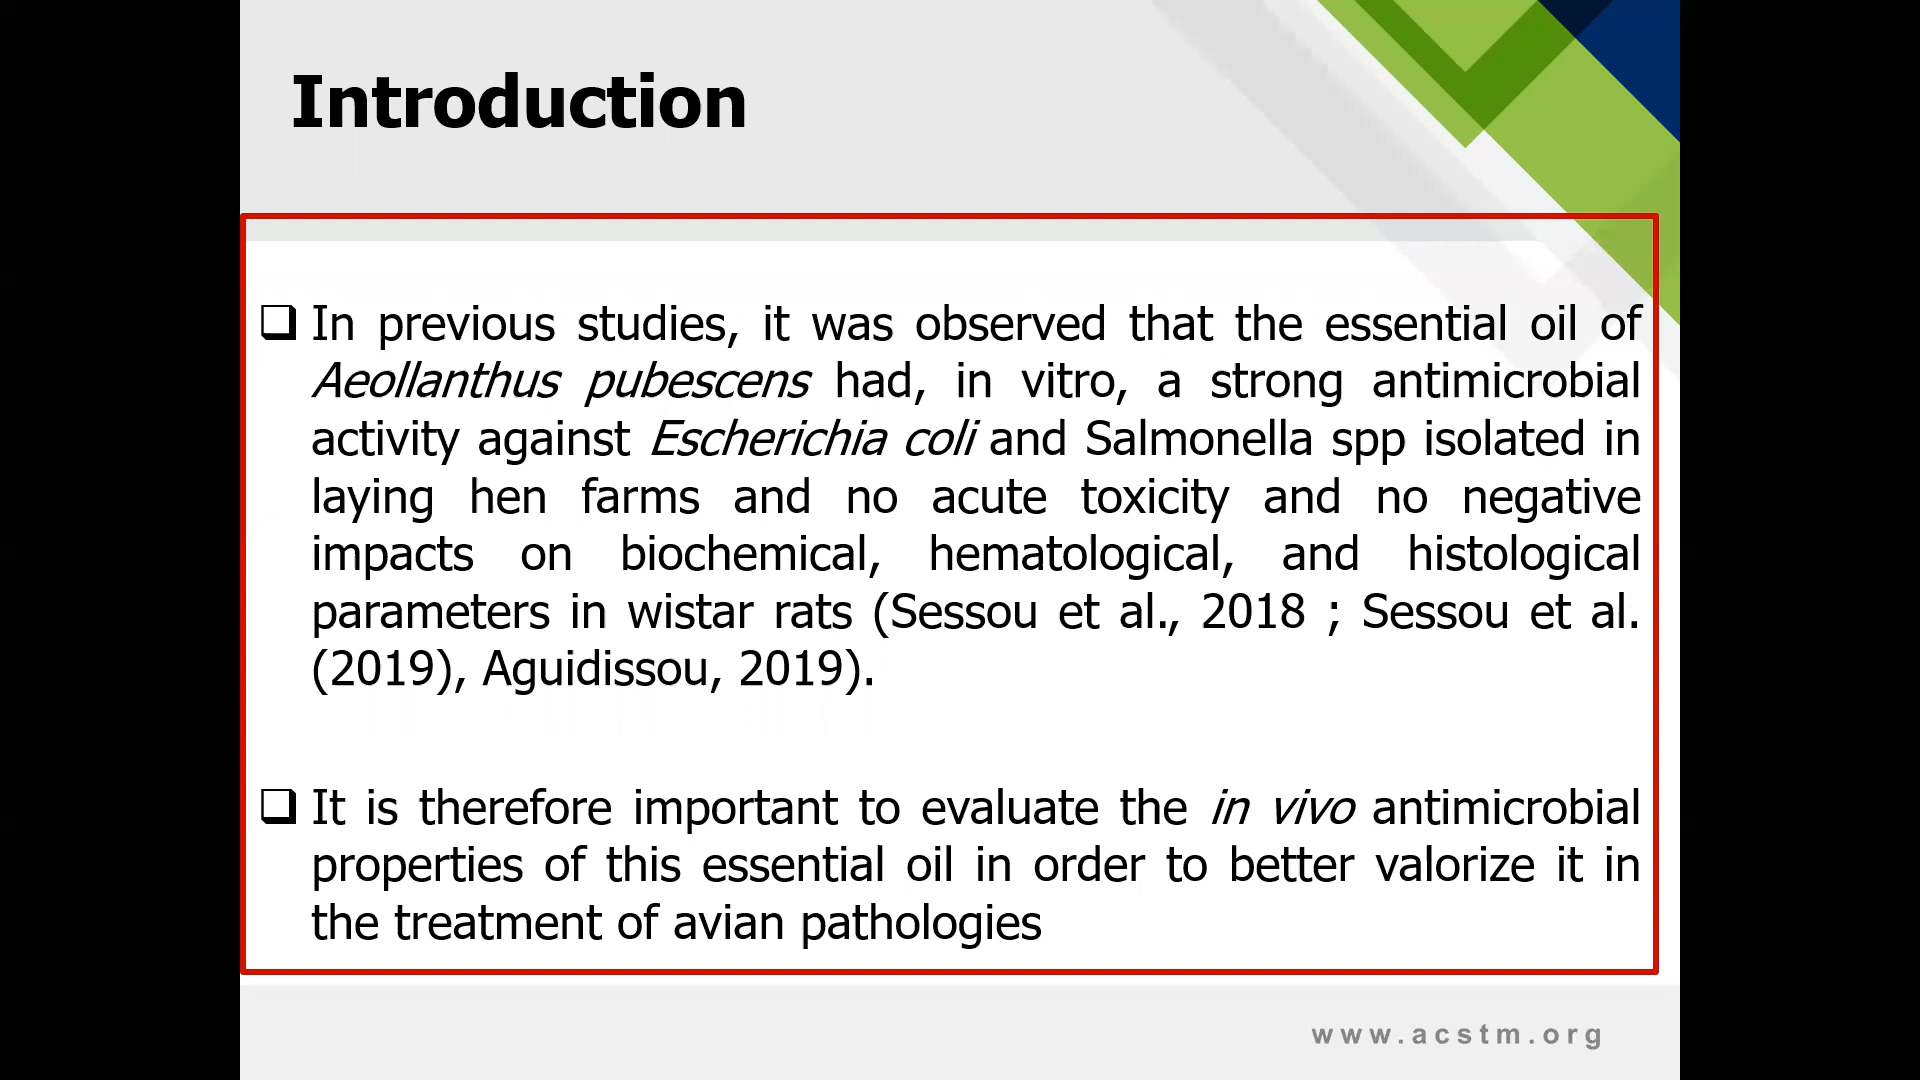 Introduction
❑ In previous studies, it was observed that the essential oil of
Aeollanthus pubescens had, in vitro, a strong antimicrobial
activity against Escherichia coli and Salmonella spp isolated in
laying hen farms and no acute toxicity and no negative
impacts on biochemical, hematological, and histological
parameters in wistar rats (Sessou et al., 2018 ; Sessou et al.
(2019), Aguidissou, 2019).
❑ It is therefore important to evaluate the in vivo antimicrobial
properties of this essential oil in order to better valorize it in
the treatment of avian pathologies
www.acstm.org